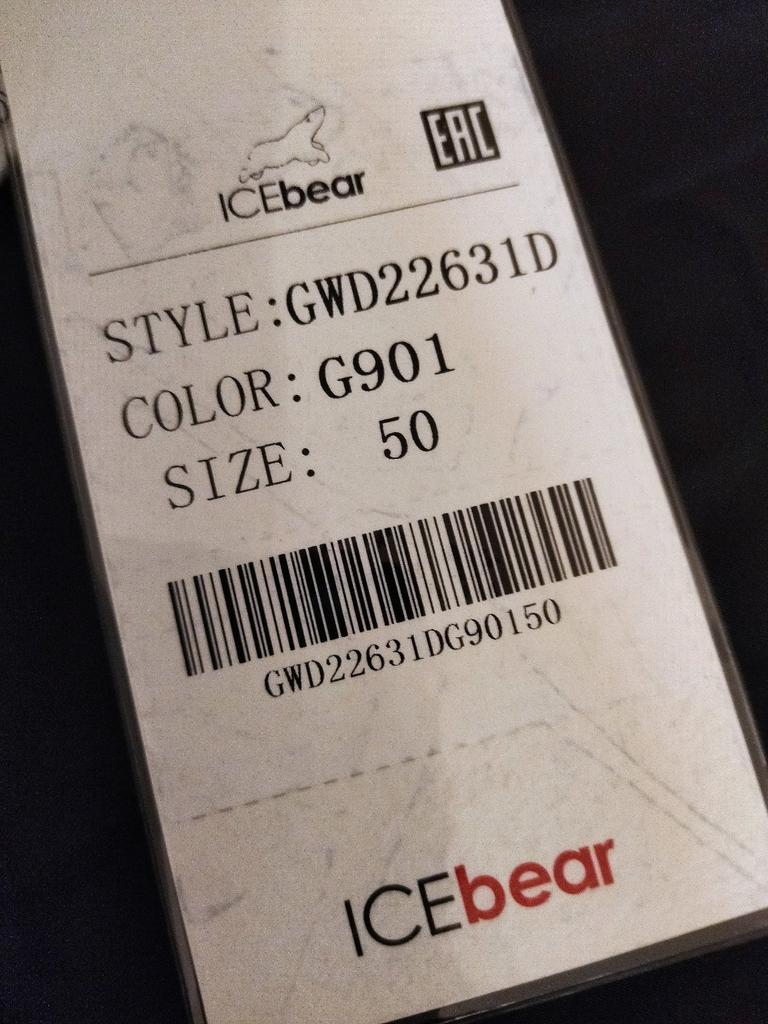 EAC
ICEbear
STYLE:GWD22631D
COLOR: G901
SIZE: 50
GWD22631DG90150
ICEbear